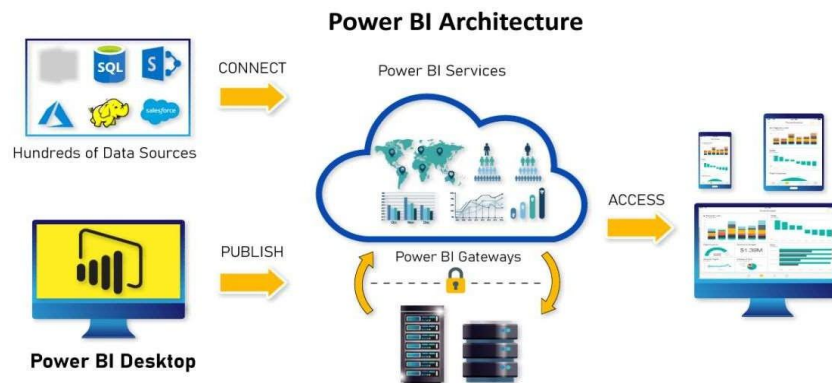 Power BI Architecture
SQL
S
salesforce
Hundreds of Data Sources
CONNECT
Power BI Services
ACCESS
PUBLISH
Power BI Gateways
Power BI Desktop
$1.39M